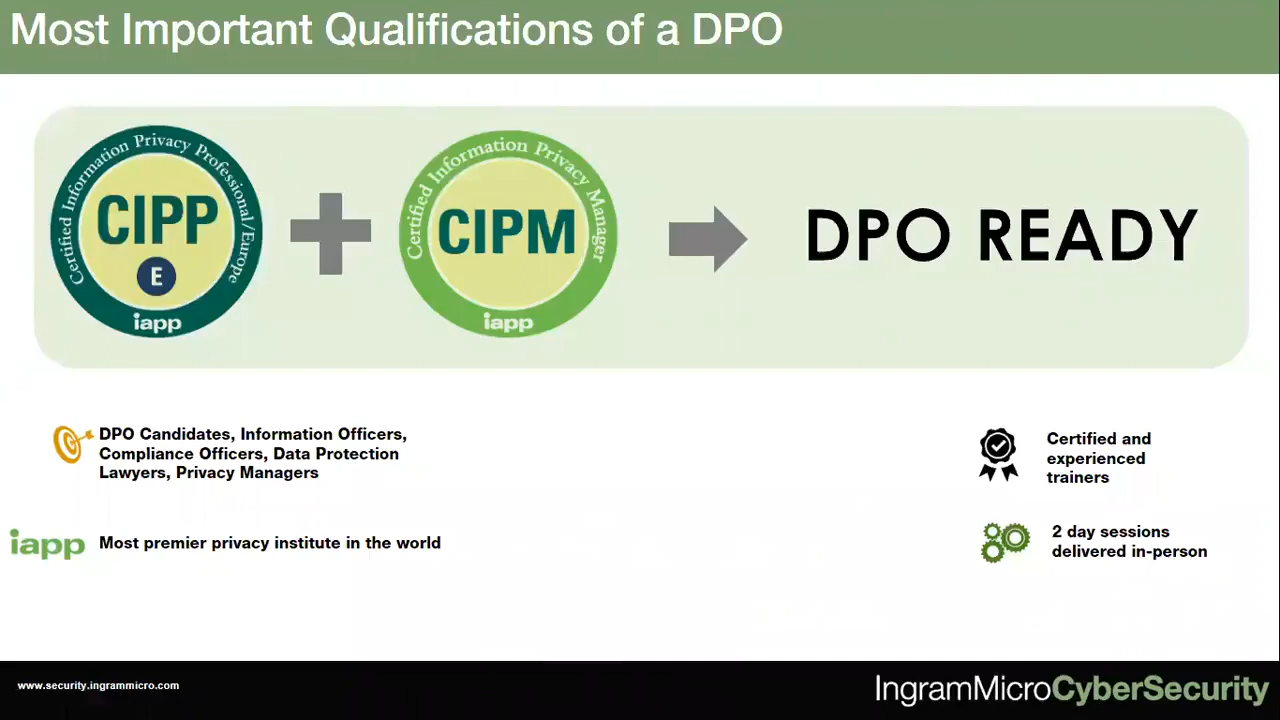 Most Important Qualifications of a DPO
Certified Information Privacy Professional/Europe
CIPP
E
iapp
Certified Information Privacy Manager
CIPM
iapp
DPO READY
DPO Candidates, Information Officers,
Compliance Officers, Data Protection
Lawyers, Privacy Managers
Certified and
experienced
trainers
iapp
Most premier privacy institute in the world
2 day sessions
delivered in-person
www.security.ingrammicro.com
IngramMicroCyberSecurity